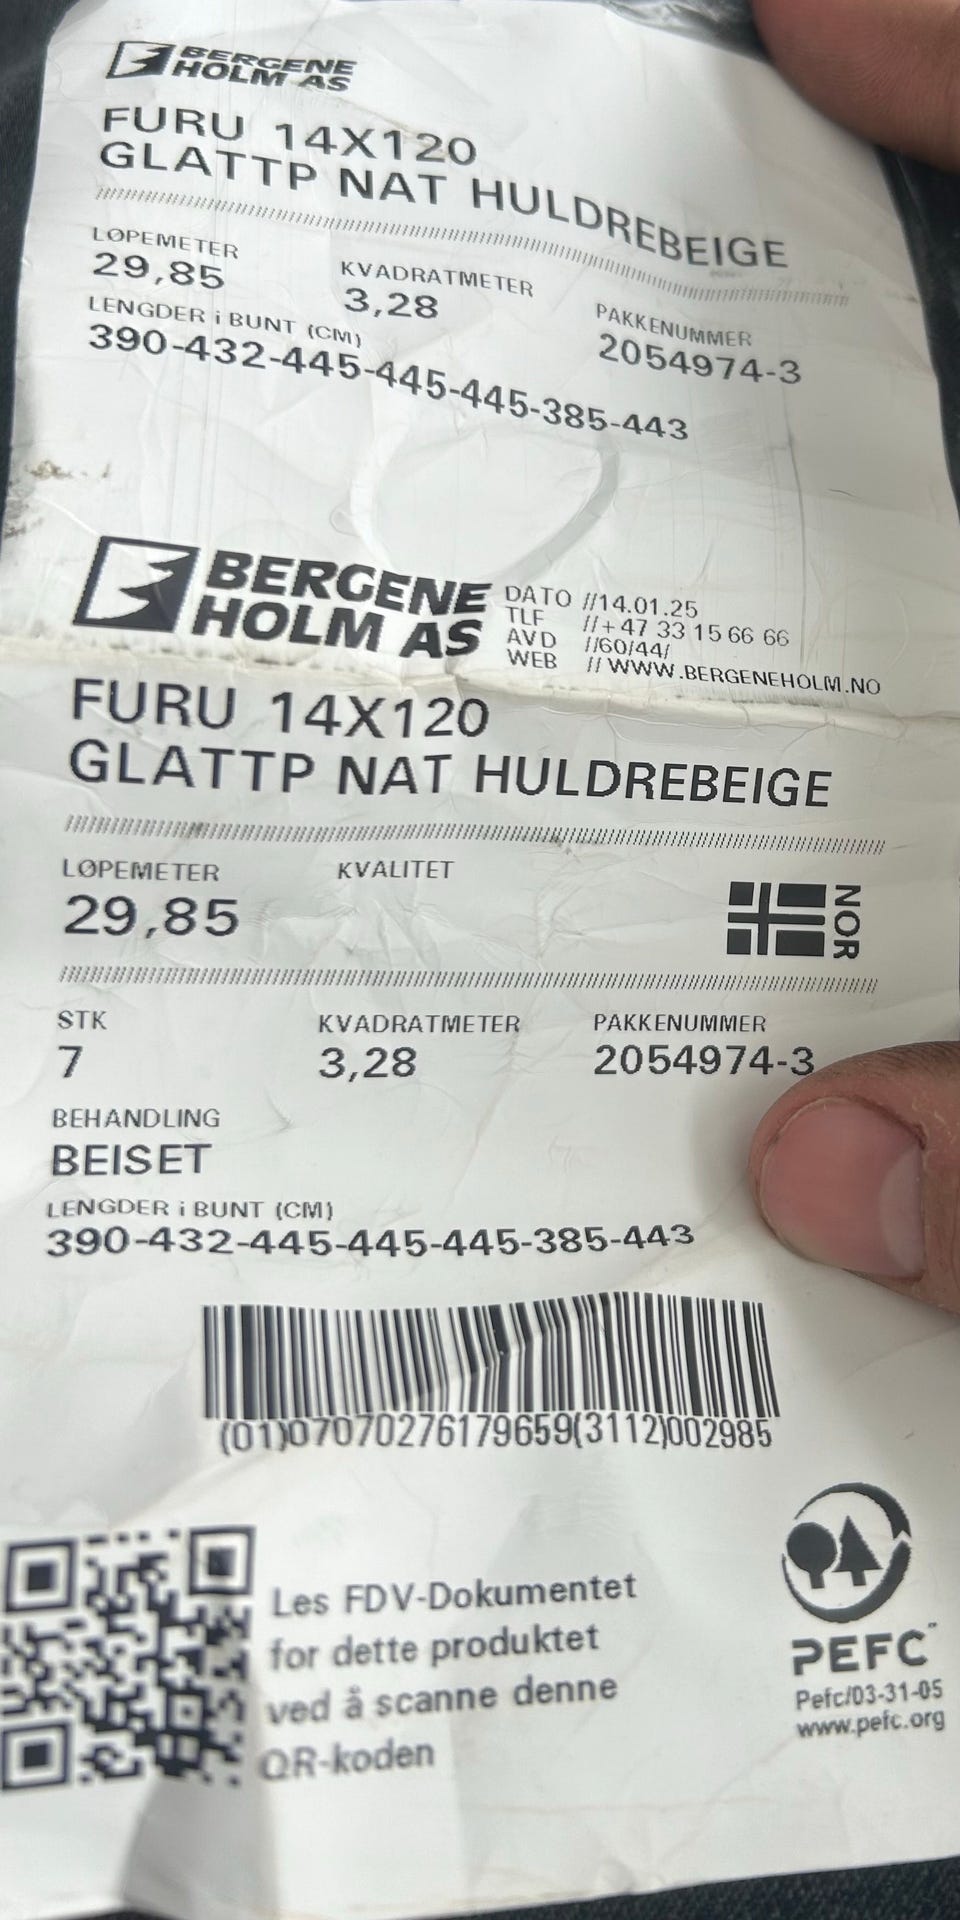 BERGENE
HOLM AS
FURU 14X120
GLATTP NAT HULDREBEIGE
LØPEMETER KVADRATMETER PAKKENUMMER
29,85 3,28 2054974-3
LENGDER i BUNT (CM)
390-432-445-445-445-385-443
BERGENE
HOLM AS
DATO //14.01.25
TLF //+47 33 15 66 66
AVD //60/44/
WEB // WWW.BERGENEHOLM.NO
FURU 14X120
GLATTP NAT HULDREBEIGE
LØPEMETER KVALITET
29,85
NOR
STK KVADRATMETER PAKKENUMMER
7 3,28 2054974-3
BEHANDLING
BEISET
LENGDER i BUNT (CM)
390-432-445-445-445-385-443
(01)07070276179659(3112)002985
Les FDV-Dokumentet
for dette produktet
ved å scanne denne
QR-koden
PEFC™
Pefc/03-31-05
www.pefc.org